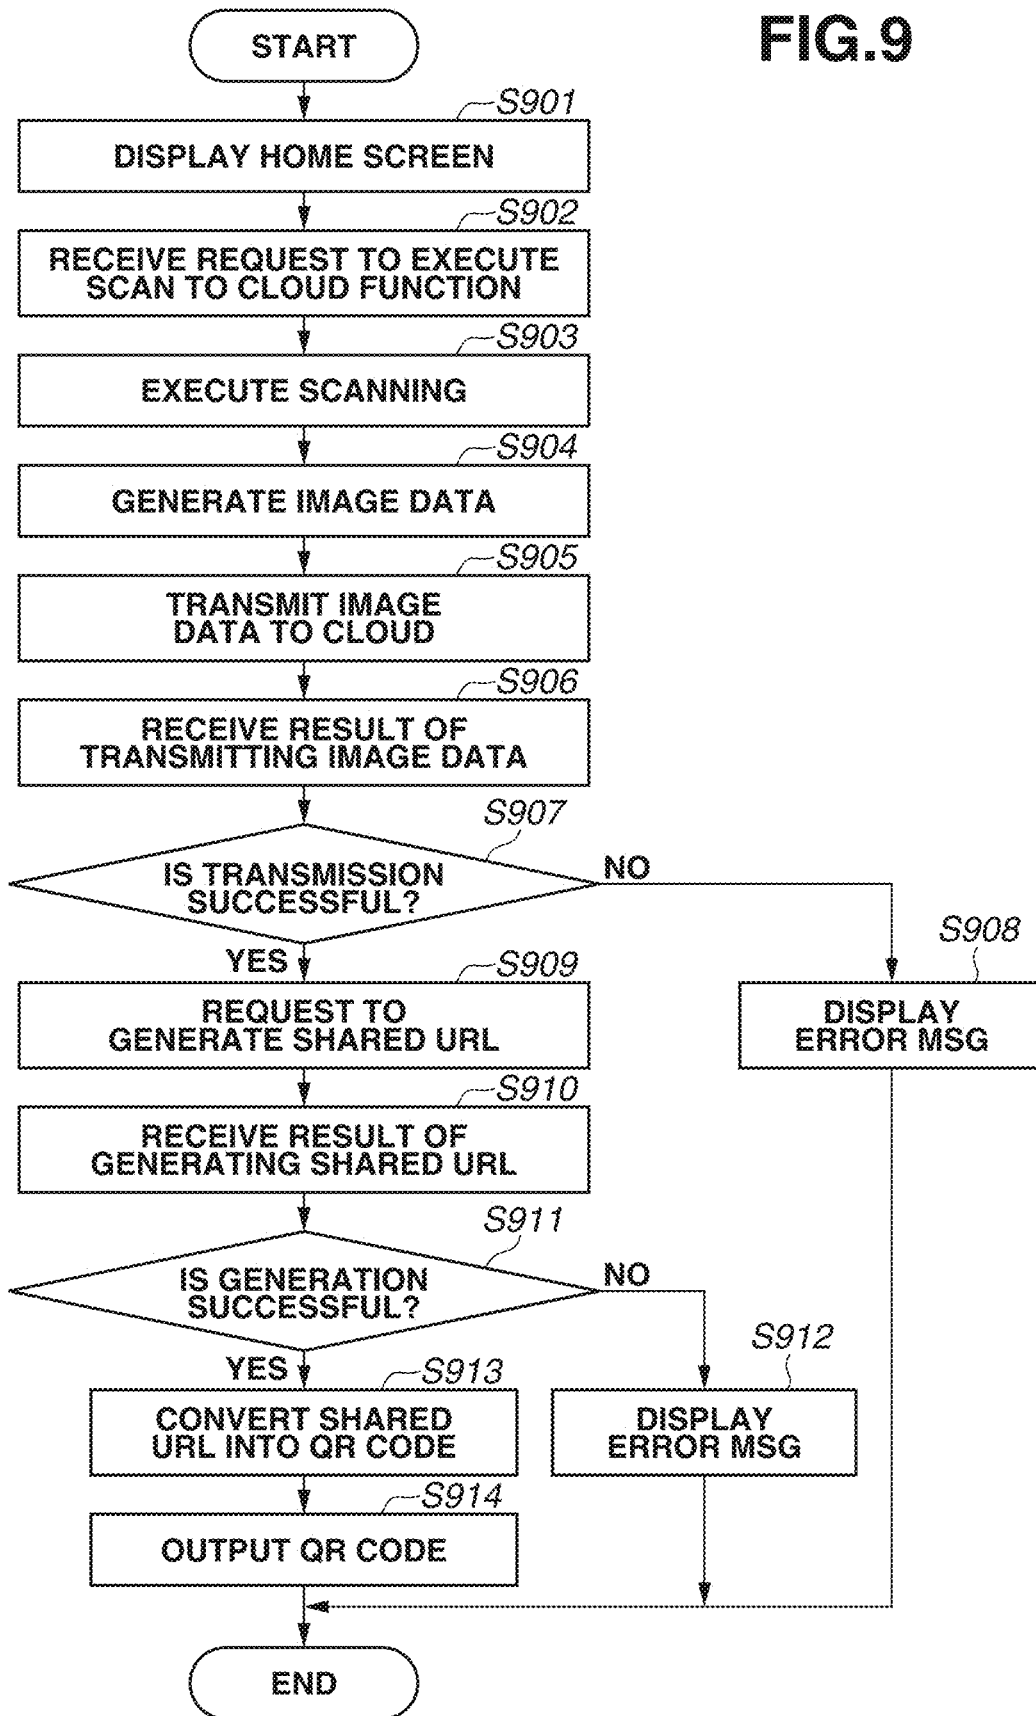 FIG.9
START
S901
DISPLAY HOME SCREEN
S902
RECEIVE REQUEST TO EXECUTE
SCAN TO CLOUD FUNCTION
S903
EXECUTE SCANNING
S904
GENERATE IMAGE DATA
S905
TRANSMIT IMAGE
DATA TO CLOUD
S906
RECEIVE RESULT OF
TRANSMITTING IMAGE DATA
S907
IS TRANSMISSION
SUCCESSFUL?
NO
YES
S908
DISPLAY
ERROR MSG
S909
REQUEST TO
GENERATE SHARED URL
S910
RECEIVE RESULT OF
GENERATING SHARED URL
S911
IS GENERATION
SUCCESSFUL?
NO
YES
S912
DISPLAY
ERROR MSG
S913
CONVERT SHARED
URL INTO QR CODE
S914
OUTPUT QR CODE
END